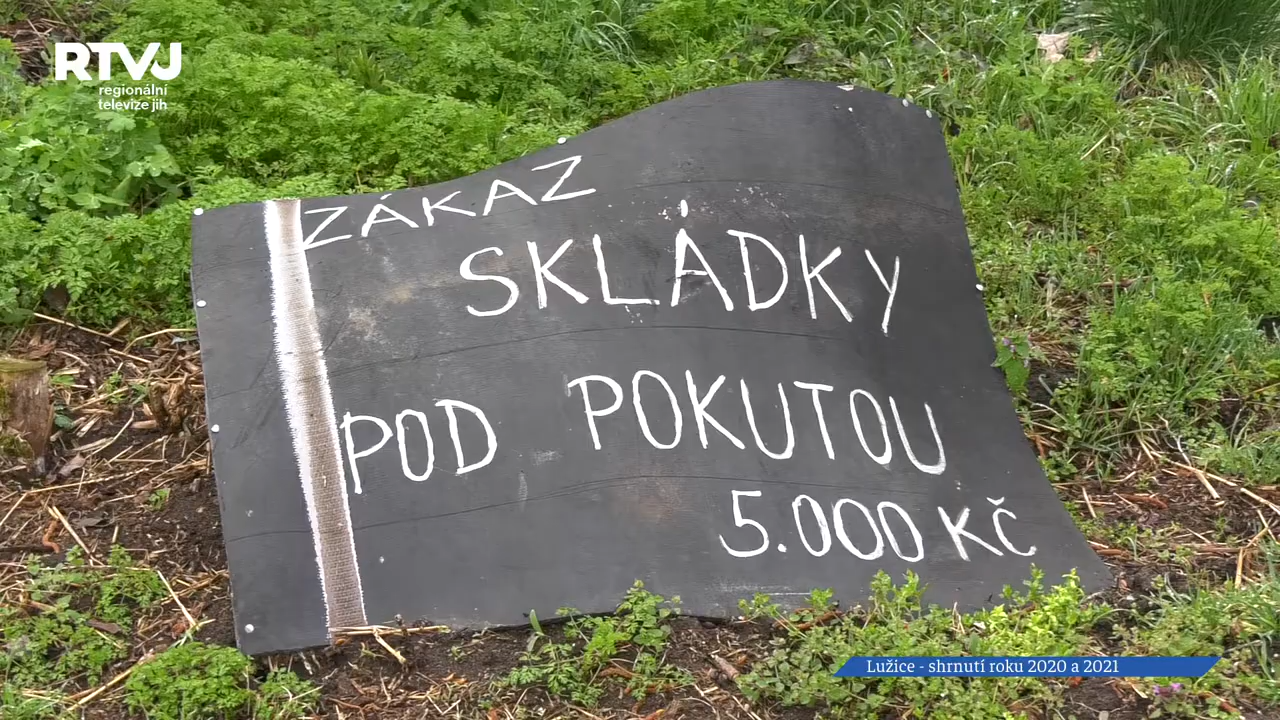 RTVJ
regionální
televize jih
ZÁKAZ
SKLÁDKY
POD POKUTOU
5.000 KČ
Lužice - shrnutí roku 2020 a 2021